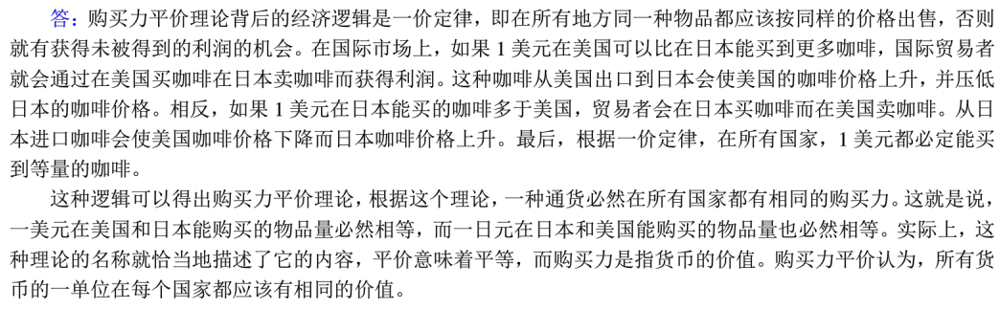 答：购买力平价理论背后的经济逻辑是一价定律，即在所有地方同一种物品都应该按同样的价格出售，否则
就有获得未被得到的利润的机会。在国际市场上，如果 1 美元在美国可以比在日本能买到更多咖啡，国际贸易者
就会通过在美国买咖啡在日本卖咖啡而获得利润。这种咖啡从美国出口到日本会使美国的咖啡价格上升，并压低
日本的咖啡价格。相反，如果 1 美元在日本能买的咖啡多于美国，贸易者会在日本买咖啡而在美国卖咖啡。从日
本进口咖啡会使美国咖啡价格下降而日本咖啡价格上升。最后，根据一价定律，在所有国家，1 美元都必定能买
到等量的咖啡。
这种逻辑可以得出购买力平价理论，根据这个理论，一种通货必然在所有国家都有相同的购买力。这就是说，
一美元在美国和日本能购买的物品量必然相等，而一日元在日本和美国能购买的物品量也必然相等。实际上，这
种理论的名称就恰当地描述了它的内容，平价意味着平等，而购买力是指货币的价值。购买力平价认为，所有货
币的一单位在每个国家都应该有相同的价值。